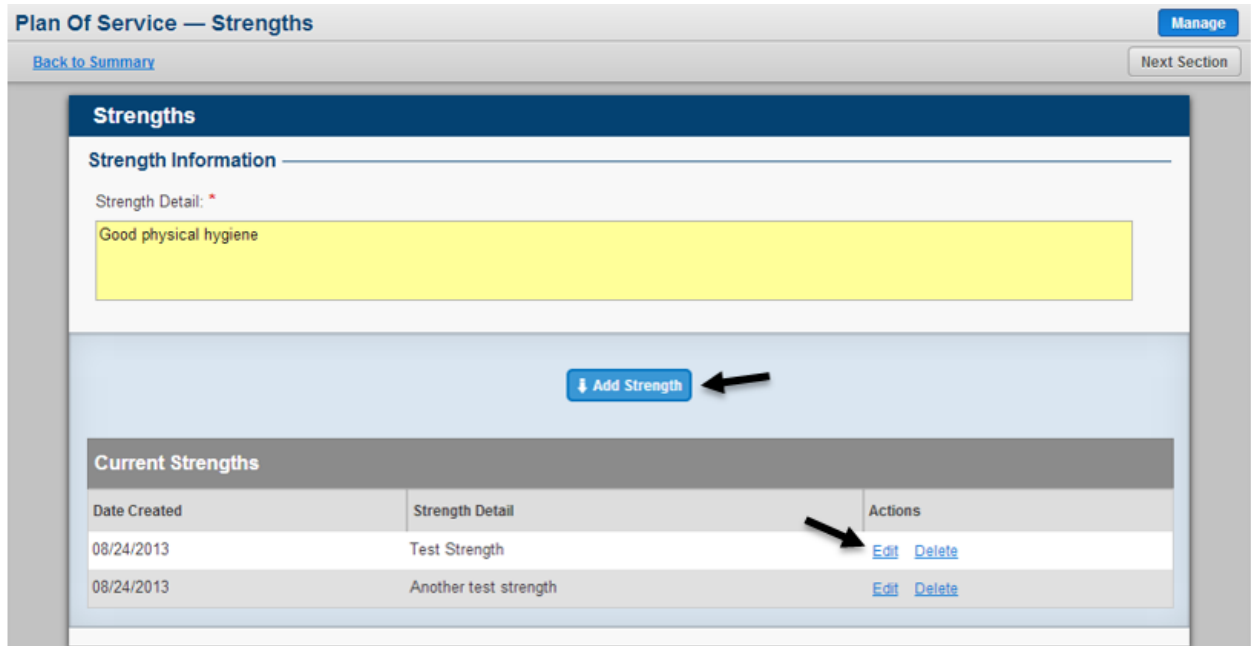 Plan Of Service — Strengths
Manage
Back to Summary
Next Section
Strengths
Strength Information
Strength Detail: *
Good physical hygiene
Add Strength
Current Strengths
Date Created Strength Detail Actions
08/24/2013 Test Strength Edit Delete
08/24/2013 Another test strength Edit Delete